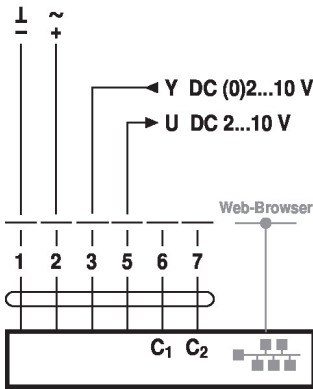 ⊥ ~
– +
Y DC (0)2...10 V
U DC 2...10 V
Web-Browser
1 2 3 5 6 7
C1 C2